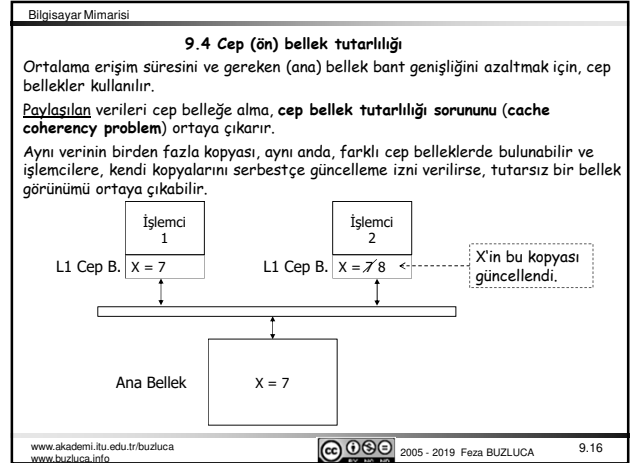 Bilgisayar Mimarisi
9.4 Cep (ön) bellek tutarlılığı
Ortalama erişim süresini ve gereken (ana) bellek bant genişliğini azaltmak için, cep
bellekler kullanılır.
Paylaşılan verileri cep belleğe alma, cep bellek tutarlılığı sorununu (cache
coherency problem) ortaya çıkarır.
Aynı verinin birden fazla kopyası, aynı anda, farklı cep belleklerde bulunabilir ve
işlemcilere, kendi kopyalarını serbestçe güncelleme izni verilirse, tutarsız bir bellek
görünümü ortaya çıkabilir.
İşlemci
1
İşlemci
2
L1 Cep B. X = 7
L1 Cep B. X = 7 8
X'in bu kopyası
güncellendi.
Ana Bellek
X = 7
www.akademi.itu.edu.tr/buzluca
www.buzluca.info
cc BY NC ND
2005 - 2019 Feza BUZLUCA
9.16